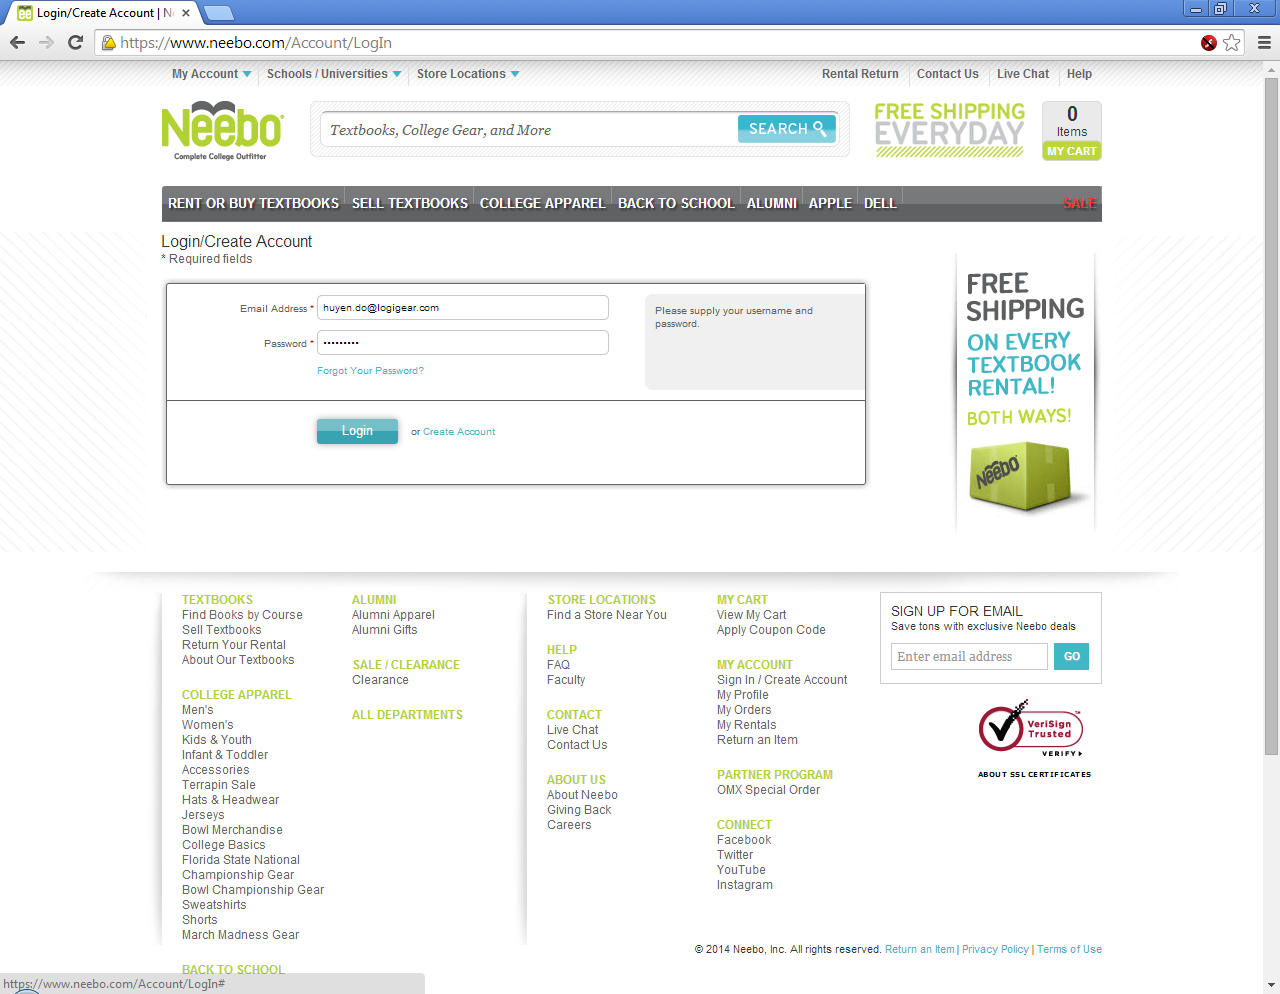 Login/Create Account | N
https://www.neebo.com/Account/LogIn
My Account
Schools / Universities
Store Locations
Rental Return
Contact Us
Live Chat
Help
Neebo
Complete College Outfitter
Textbooks, College Gear, and More
SEARCH
FREE SHIPPING
EVERYDAY
0
Items
MY CART
RENT OR BUY TEXTBOOKS
SELL TEXTBOOKS
COLLEGE APPAREL
BACK TO SCHOOL
ALUMNI
APPLE
DELL
SALE
Login/Create Account
* Required fields
Email Address *
huyen.do@logigear.com
Please supply your username and
password.
Password *
•••••••••
Forgot Your Password?
Login
or Create Account
FREE
SHIPPING
ON EVERY
TEXTBOOK
RENTAL!
BOTH WAYS!
Neebo
TEXTBOOKS
Find Books by Course
Sell Textbooks
Return Your Rental
About Our Textbooks
COLLEGE APPAREL
Men's
Women's
Kids & Youth
Infant & Toddler
Accessories
Terrapin Sale
Hats & Headwear
Jerseys
Bowl Merchandise
College Basics
Florida State National
Championship Gear
Bowl Championship Gear
Sweatshirts
Shorts
March Madness Gear
BACK TO SCHOOL
ALUMNI
Alumni Apparel
Alumni Gifts
SALE / CLEARANCE
Clearance
ALL DEPARTMENTS
STORE LOCATIONS
Find a Store Near You
HELP
FAQ
Faculty
CONTACT
Live Chat
Contact Us
ABOUT US
About Neebo
Giving Back
Careers
MY CART
View My Cart
Apply Coupon Code
MY ACCOUNT
Sign In / Create Account
My Profile
My Orders
My Rentals
Return an Item
PARTNER PROGRAM
OMX Special Order
CONNECT
Facebook
Twitter
YouTube
Instagram
SIGN UP FOR EMAIL
Save tons with exclusive Neebo deals
Enter email address
GO
VeriSign
Trusted
VERIFY
ABOUT SSL CERTIFICATES
© 2014 Neebo, Inc. All rights reserved. Return an Item | Privacy Policy | Terms of Use
https://www.neebo.com/Account/LogIn#